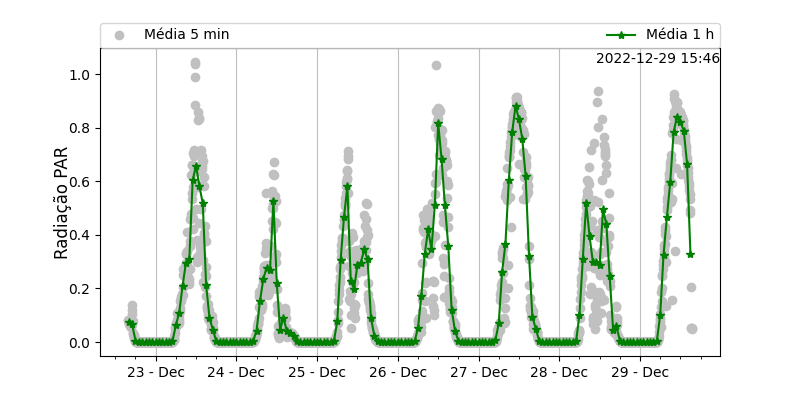 Média 5 min
Média 1 h
2022-12-29 15:46
Radiação PAR
1.0
0.8
0.6
0.4
0.2
0.0
23 - Dec
24 - Dec
25 - Dec
26 - Dec
27 - Dec
28 - Dec
29 - Dec